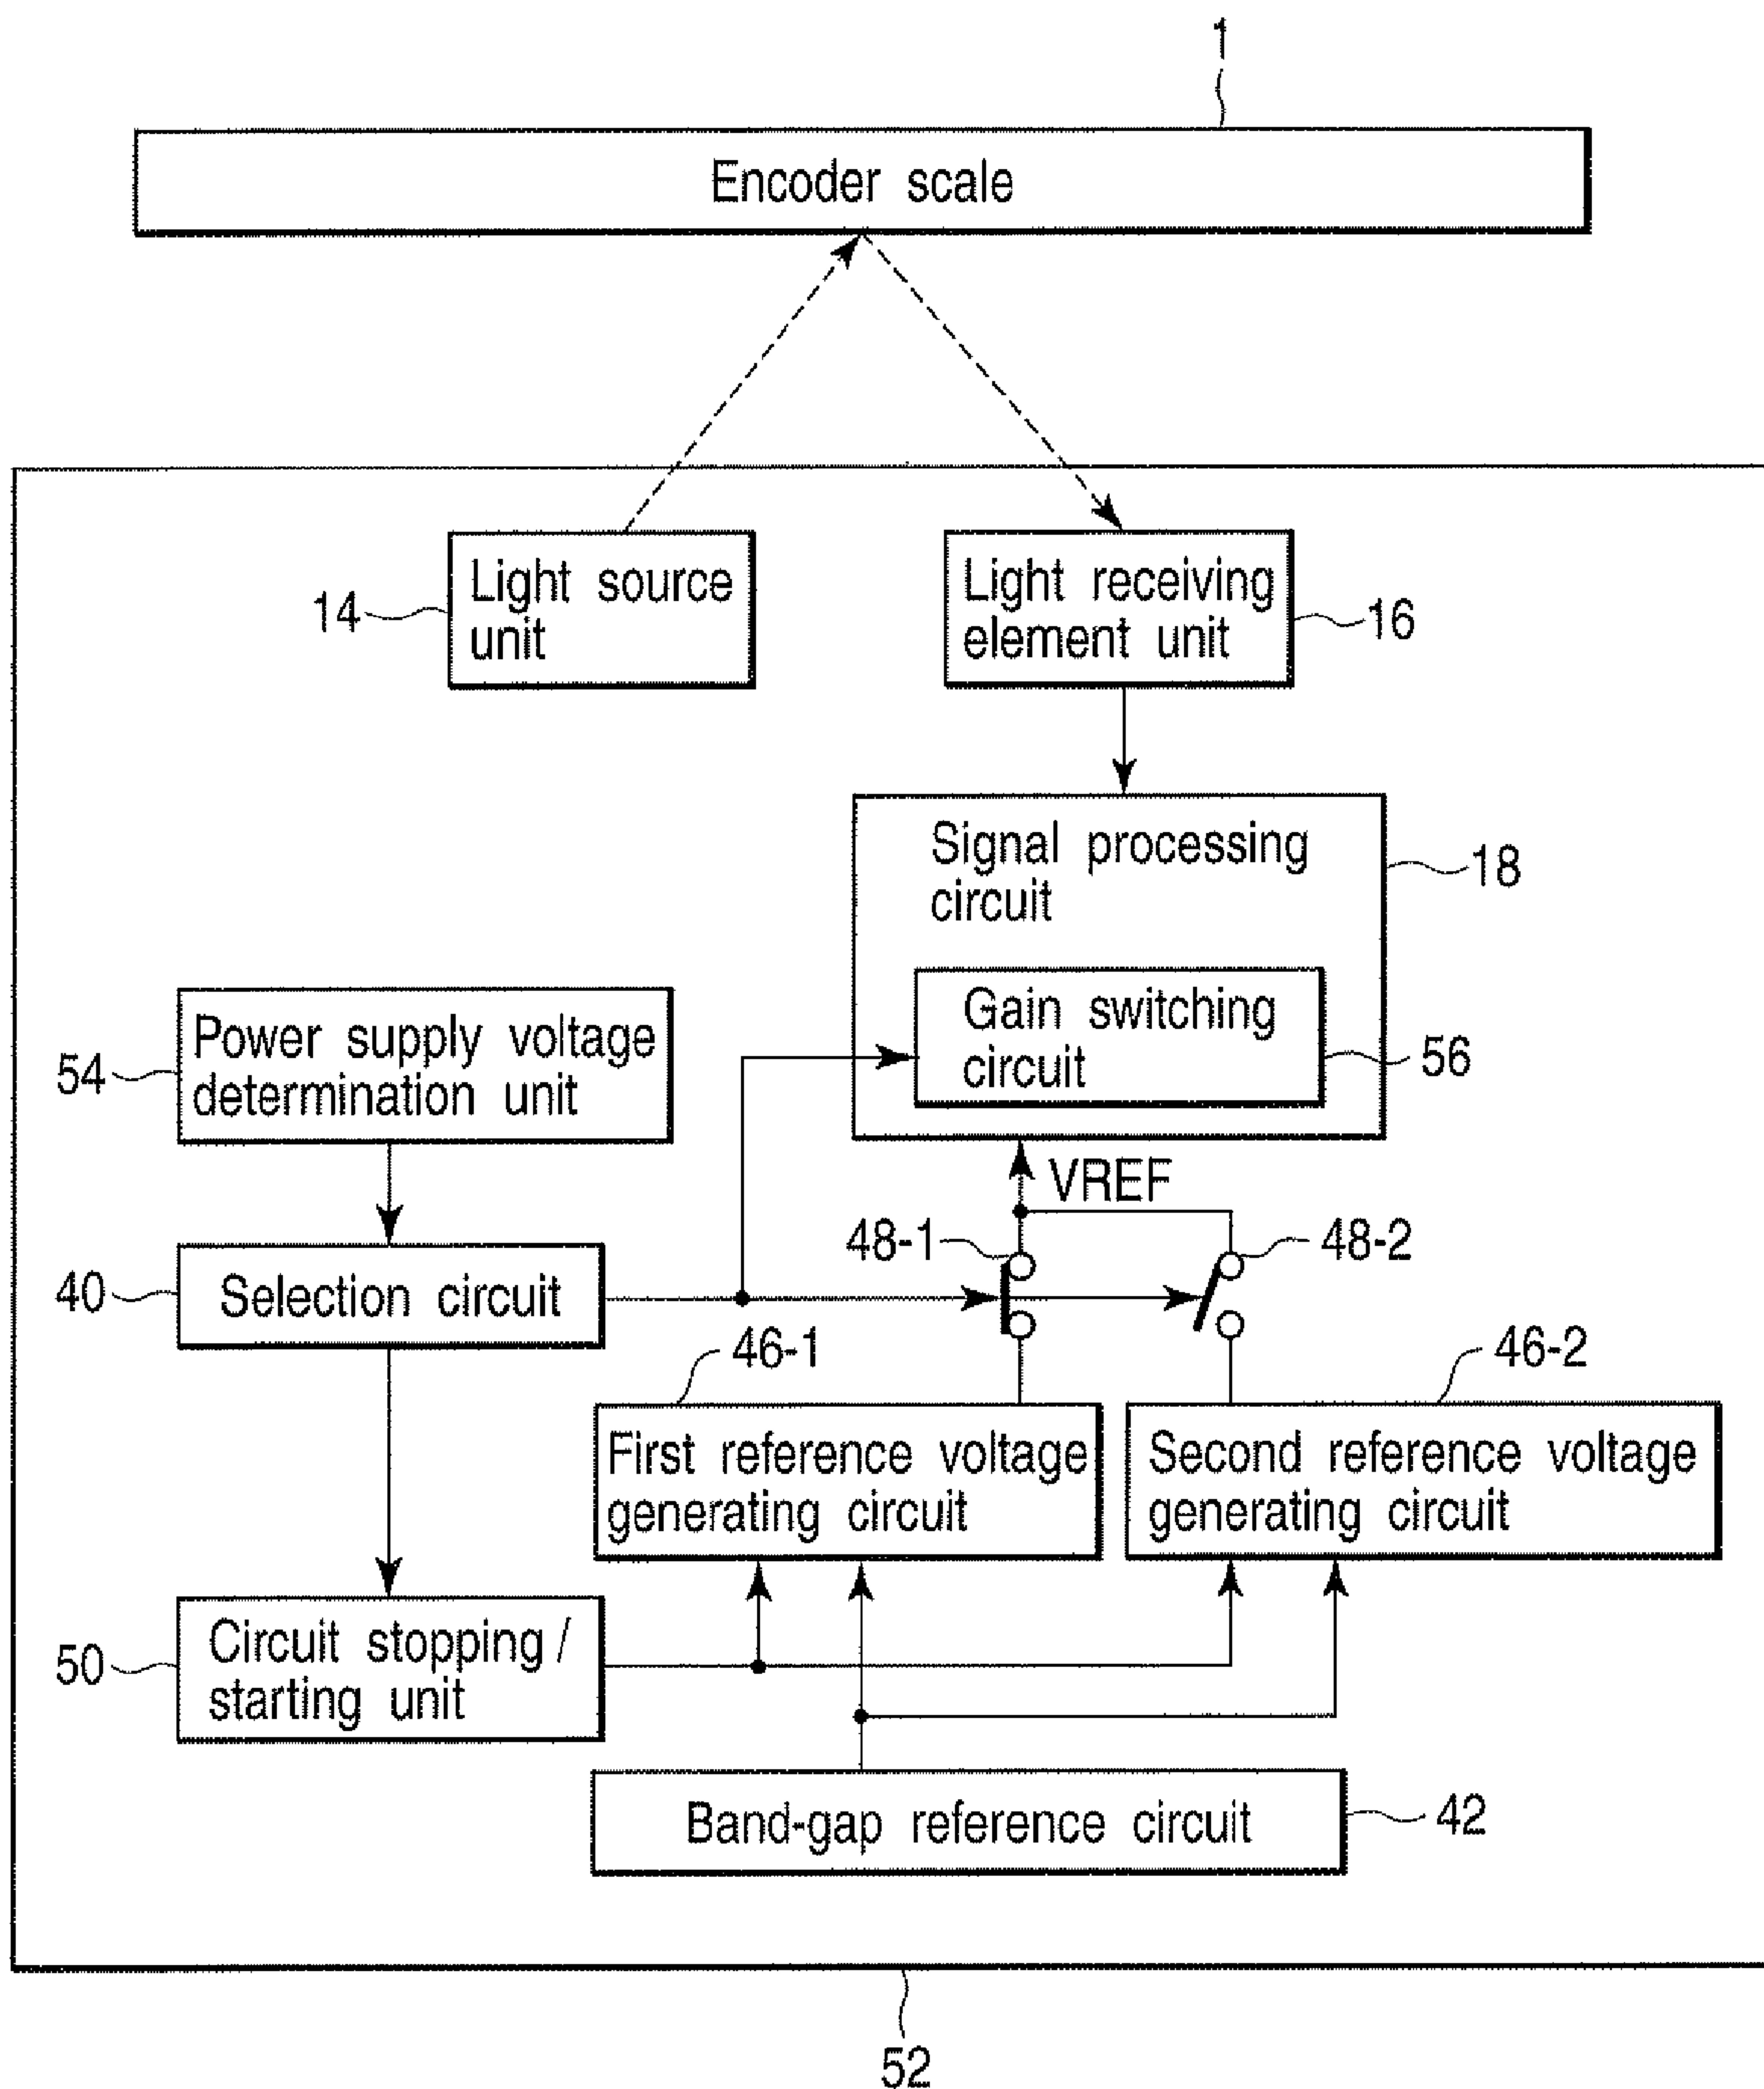 1
Encoder scale
Light source
unit
14
Light receiving
element unit
16
Signal processing
circuit
18
Gain switching
circuit
56
Power supply voltage
determination unit
54
VREF
48-1
48-2
Selection circuit
40
46-1
46-2
First reference voltage
generating circuit
Second reference voltage
generating circuit
Circuit stopping/
starting unit
50
Band-gap reference circuit
42
52